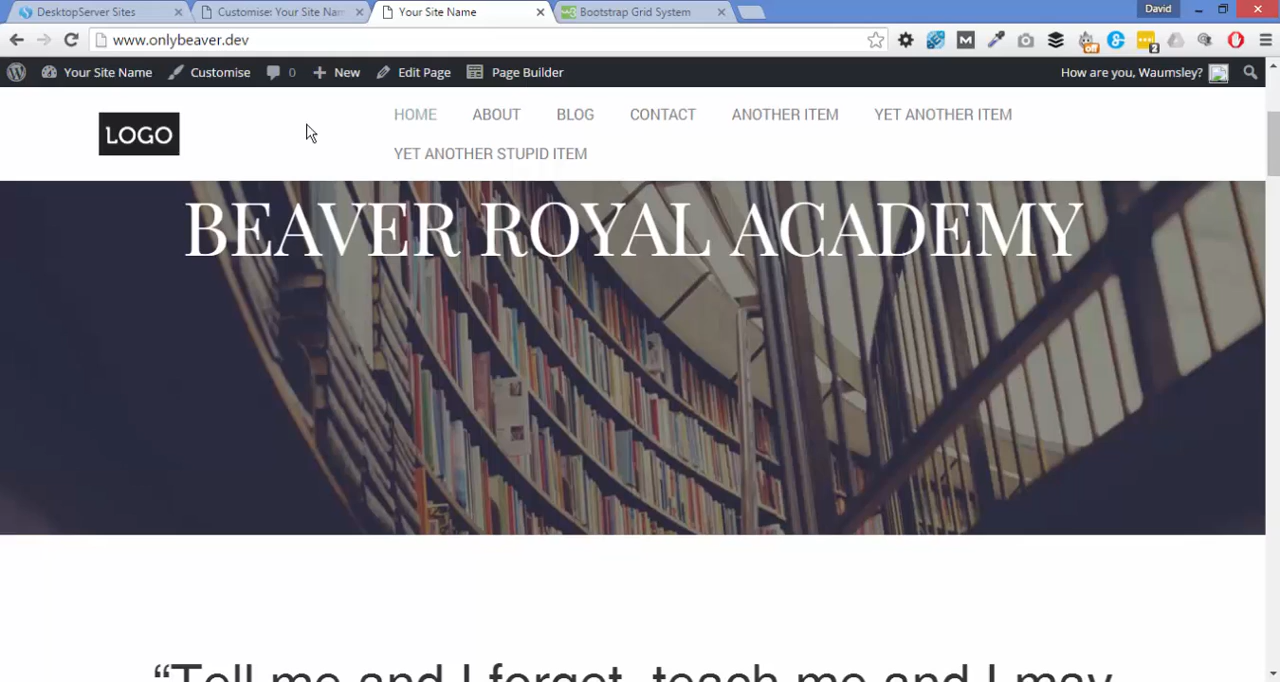 DesktopServer Sites
Customise: Your Site Nam
Your Site Name
Bootstrap Grid System
David
www.onlybeaver.dev
Your Site Name
Customise
0
New
Edit Page
Page Builder
How are you, Waumsley?
LOGO
HOME
ABOUT
BLOG
CONTACT
ANOTHER ITEM
YET ANOTHER ITEM
YET ANOTHER STUPID ITEM
BEAVER ROYAL ACADEMY
“Tell me and I forget, teach me and I may